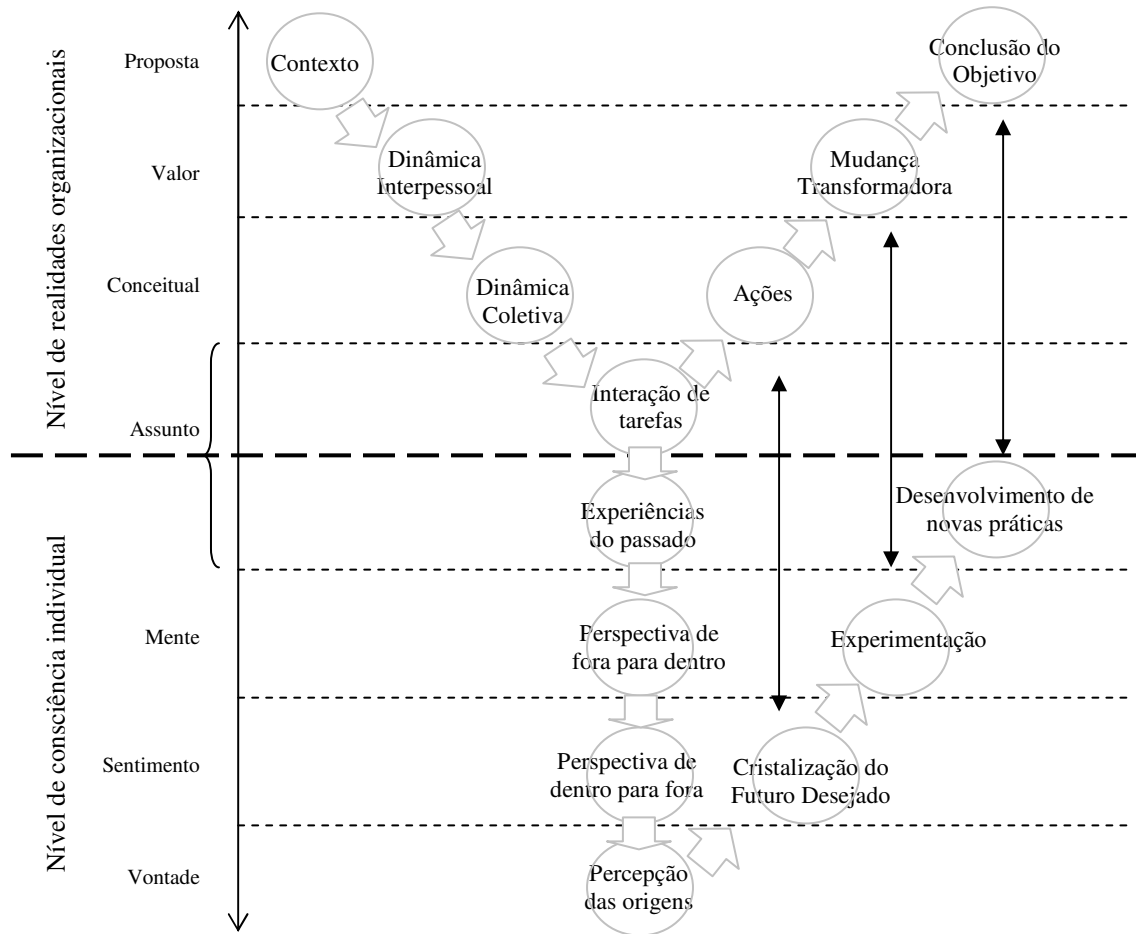 Nível de realidades organizacionais
Nível de consciência individual
Proposta
Contexto
Conclusão do
Objetivo
Valor
Dinâmica
Interpessoal
Mudança
Transformadora
Conceitual
Dinâmica
Coletiva
Ações
Assunto
Interação de
tarefas
Experiências
do passado
Desenvolvimento de
novas práticas
Mente
Perspectiva de
fora para dentro
Experimentação
Sentimento
Perspectiva de
dentro para fora
Cristalização do
Futuro Desejado
Vontade
Percepção
das origens